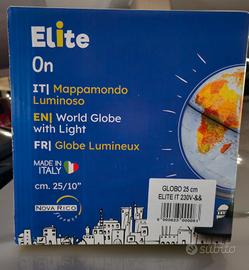 Elite
On
IT| Mappamondo
Luminoso
EN| World Globe
with Light
FR| Globe Lumineux
MADE IN
ITALY
cm. 25/10"
NOVA RICO
GLOBO 25 cm
ELITE IT 230V-&&
subito